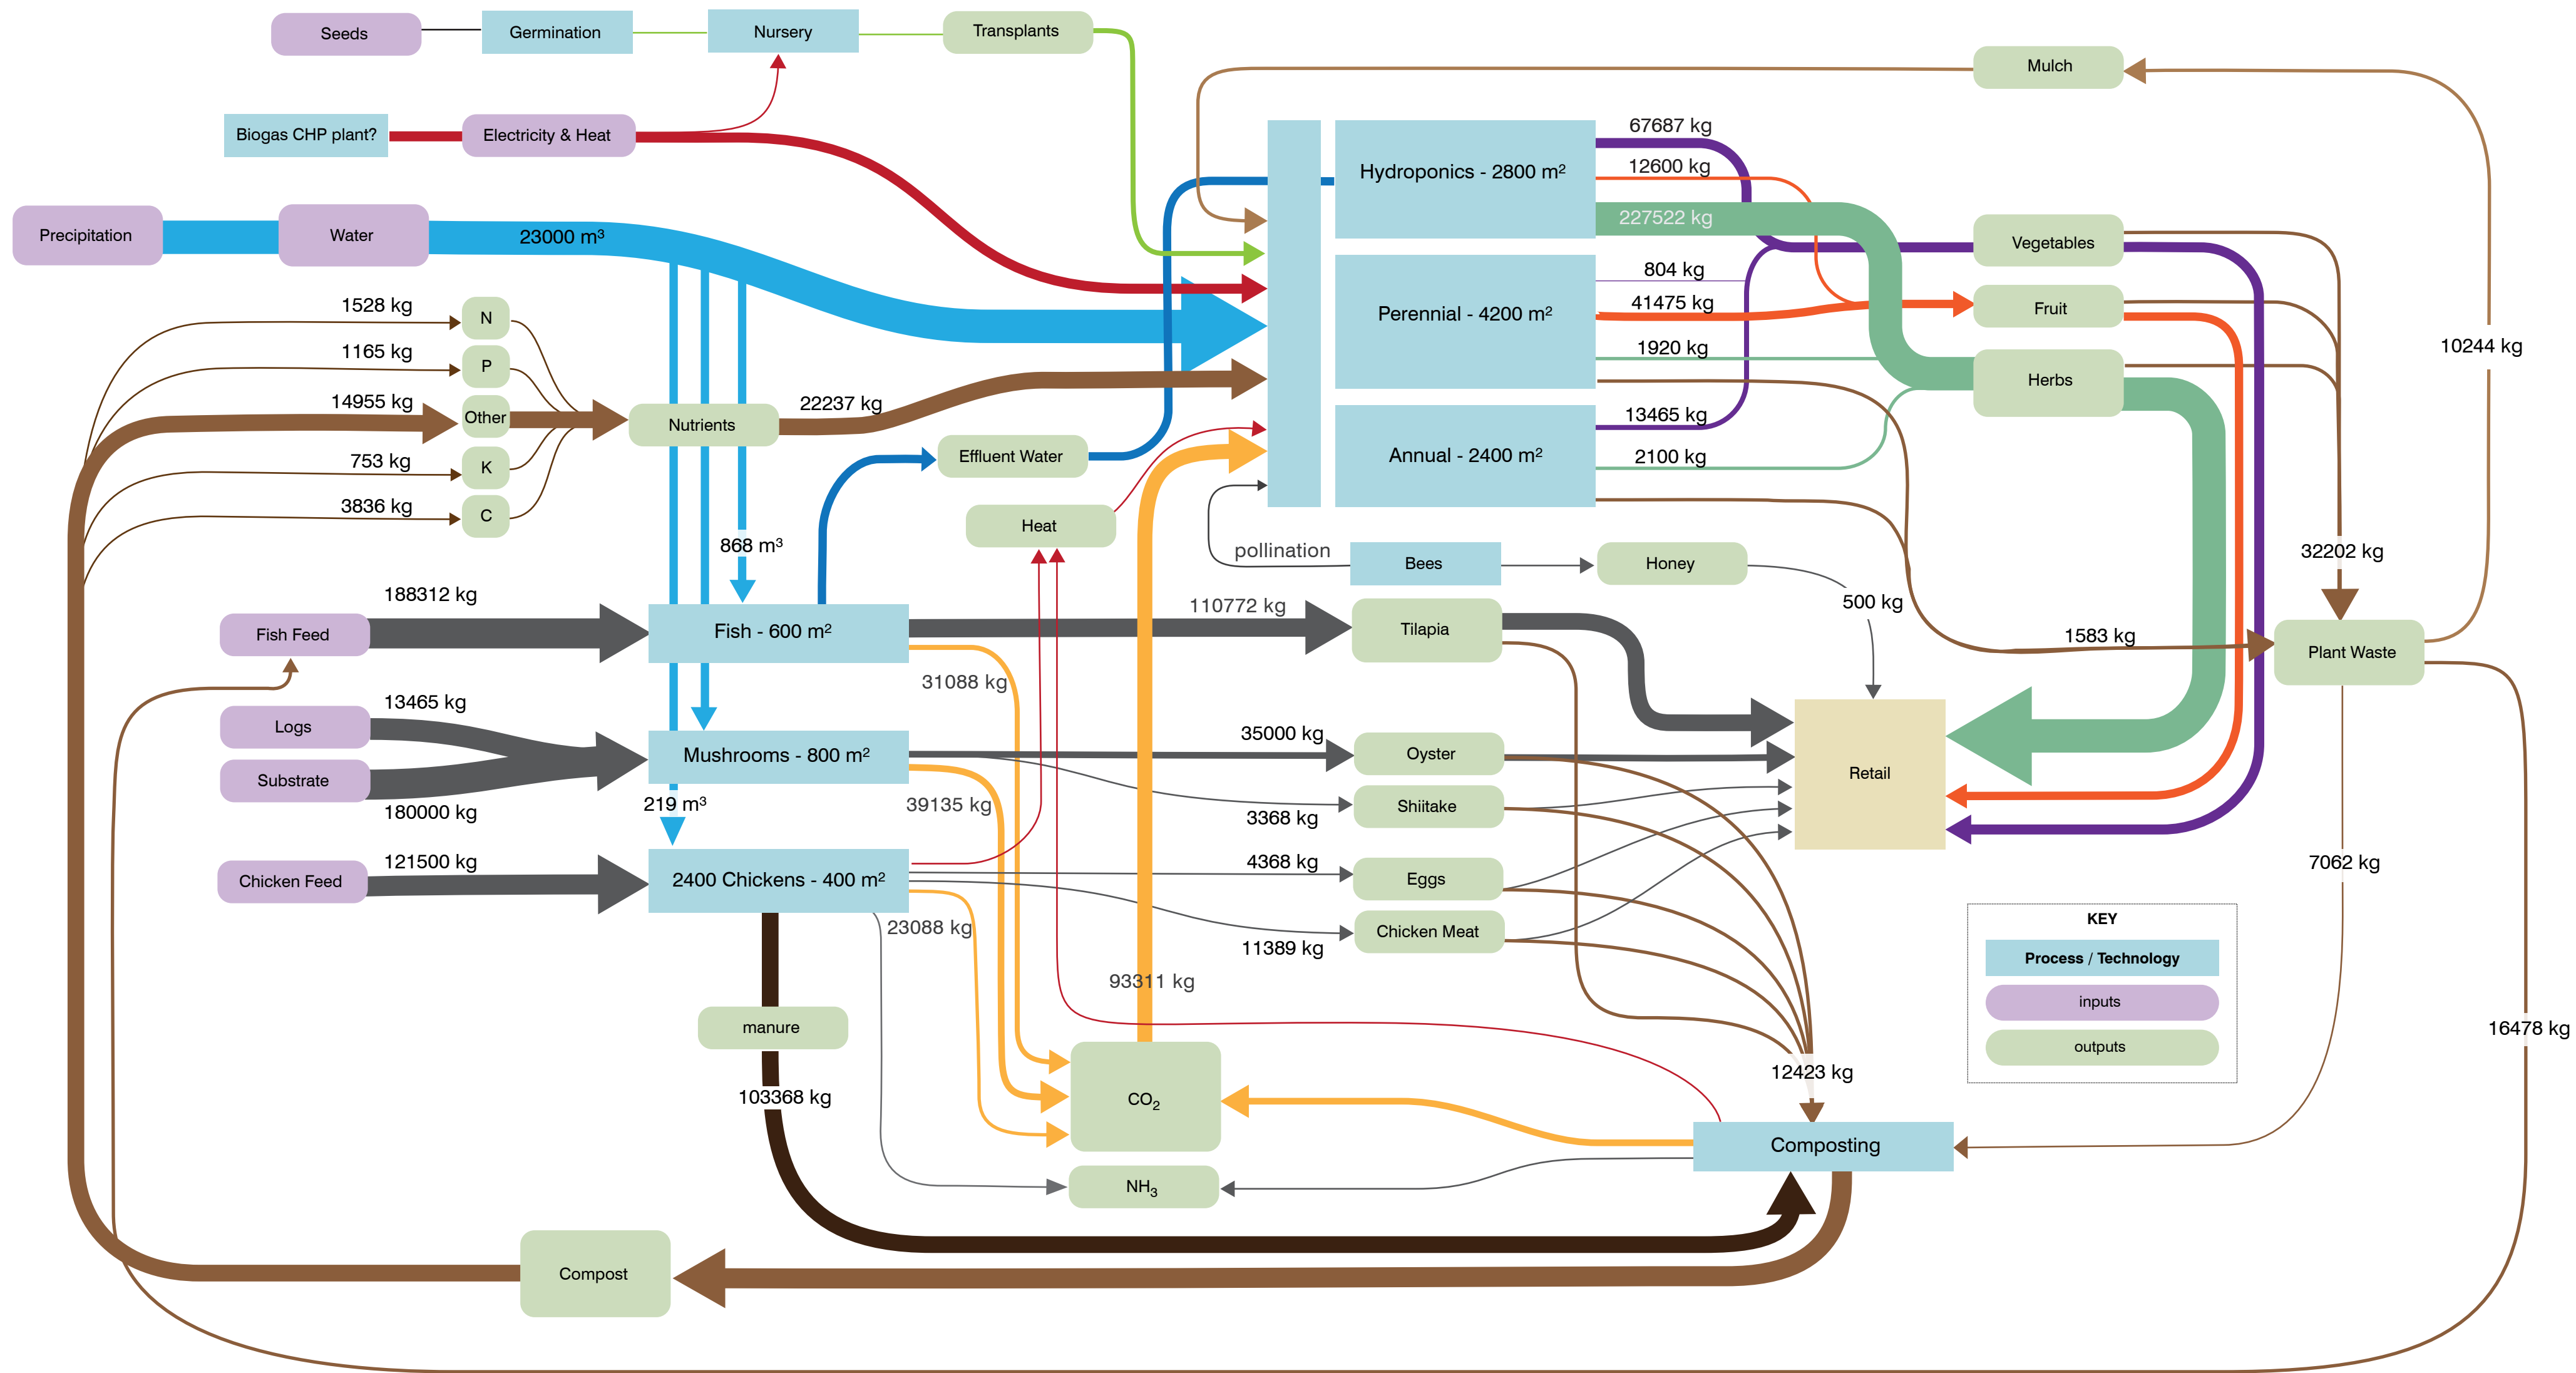 Seeds
Germination
Nursery
Transplants
Mulch
Biogas CHP plant?
Electricity & Heat
Precipitation
Water
23000 m³
1528 kg
N
1165 kg
P
14955 kg
Other
753 kg
K
3836 kg
C
Nutrients
22237 kg
Effluent Water
Heat
868 m³
Hydroponics - 2800 m²
Perennial - 4200 m²
Annual - 2400 m²
67687 kg
12600 kg
227522 kg
804 kg
41475 kg
1920 kg
13465 kg
2100 kg
Vegetables
Fruit
Herbs
10244 kg
32202 kg
pollination
Bees
Honey
500 kg
1583 kg
Plant Waste
Fish Feed
188312 kg
Fish - 600 m²
110772 kg
Tilapia
31088 kg
Logs
13465 kg
Substrate
180000 kg
Mushrooms - 800 m²
35000 kg
Oyster
39135 kg
3368 kg
Shiitake
219 m³
Retail
Chicken Feed
121500 kg
2400 Chickens - 400 m²
4368 kg
Eggs
23088 kg
11389 kg
Chicken Meat
7062 kg
93311 kg
manure
103368 kg
CO₂
NH₃
12423 kg
Composting
16478 kg
Compost
KEY
Process / Technology
inputs
outputs